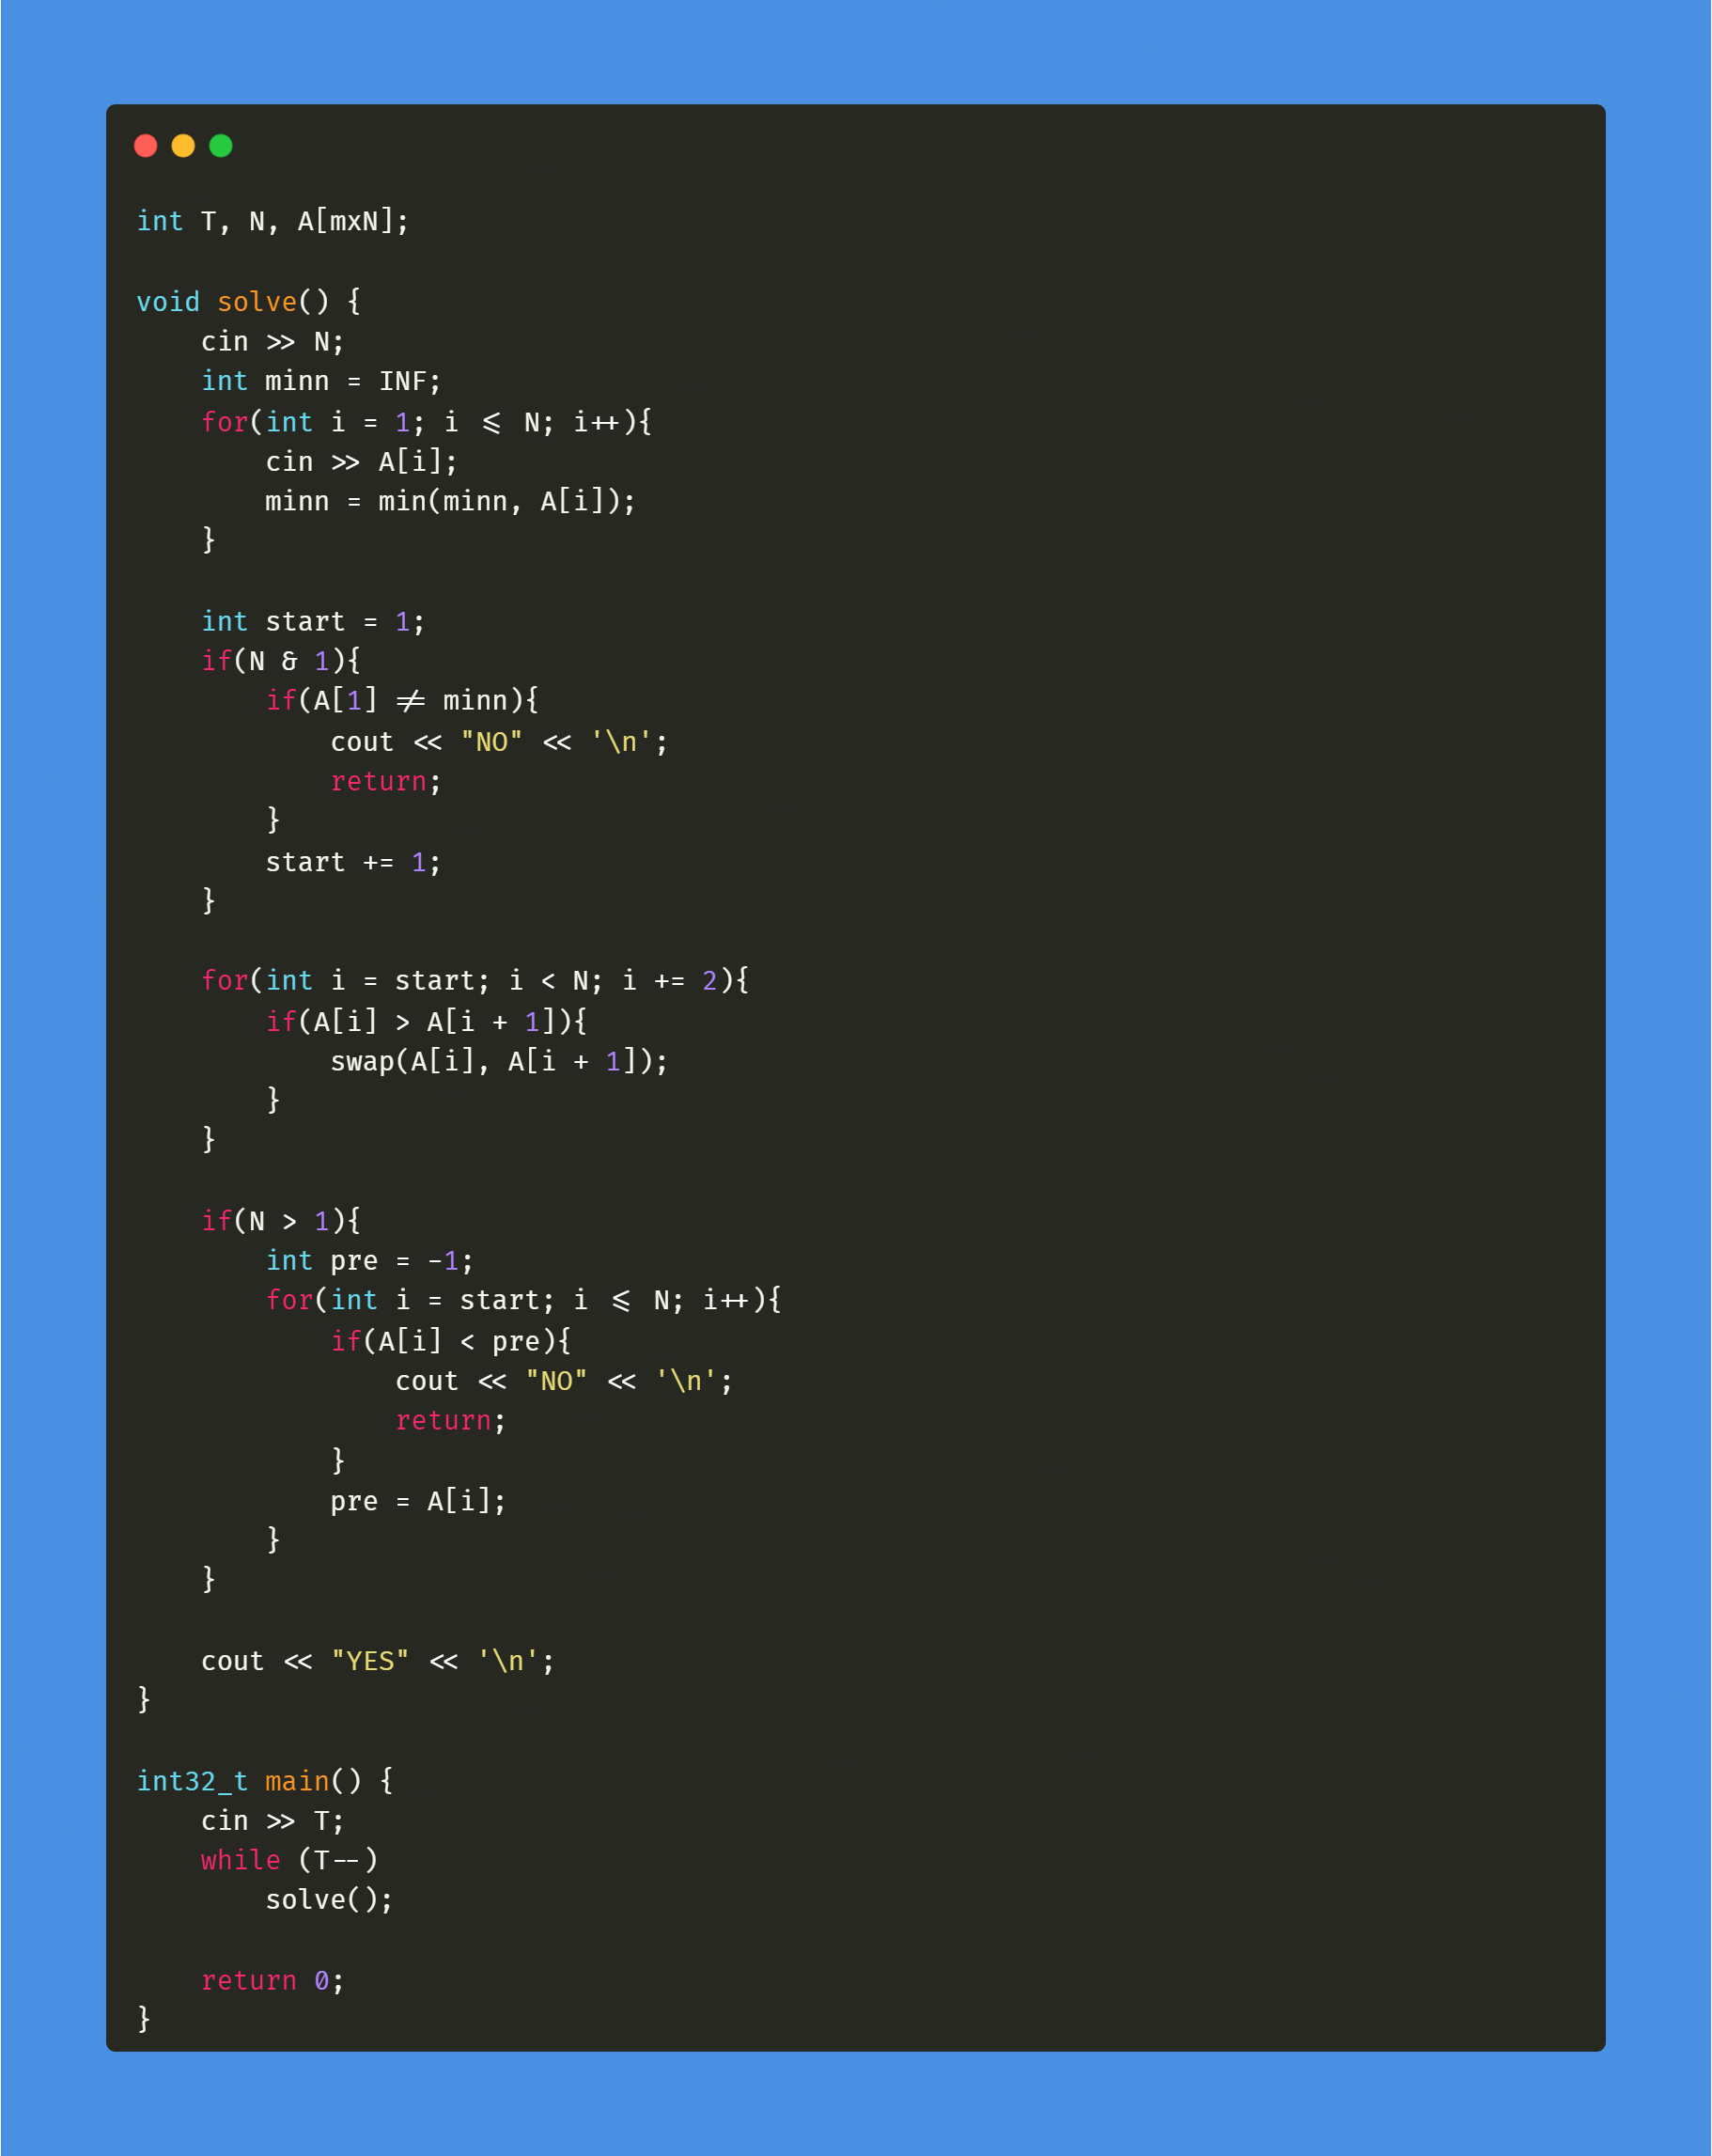 int T, N, A[mxN];

void solve() {
    cin >> N;
    int minn = INF;
    for(int i = 1; i <= N; i++){
        cin >> A[i];
        minn = min(minn, A[i]);
    }

    int start = 1;
    if(N & 1){
        if(A[1] != minn){
            cout << "NO" << '\n';
            return;
        }
        start += 1;
    }

    for(int i = start; i < N; i += 2){
        if(A[i] > A[i + 1]){
            swap(A[i], A[i + 1]);
        }
    }

    if(N > 1){
        int pre = -1;
        for(int i = start; i <= N; i++){
            if(A[i] < pre){
                cout << "NO" << '\n';
                return;
            }
            pre = A[i];
        }
    }

    cout << "YES" << '\n';
}

int32_t main() {
    cin >> T;
    while (T--)
        solve();

    return 0;
}